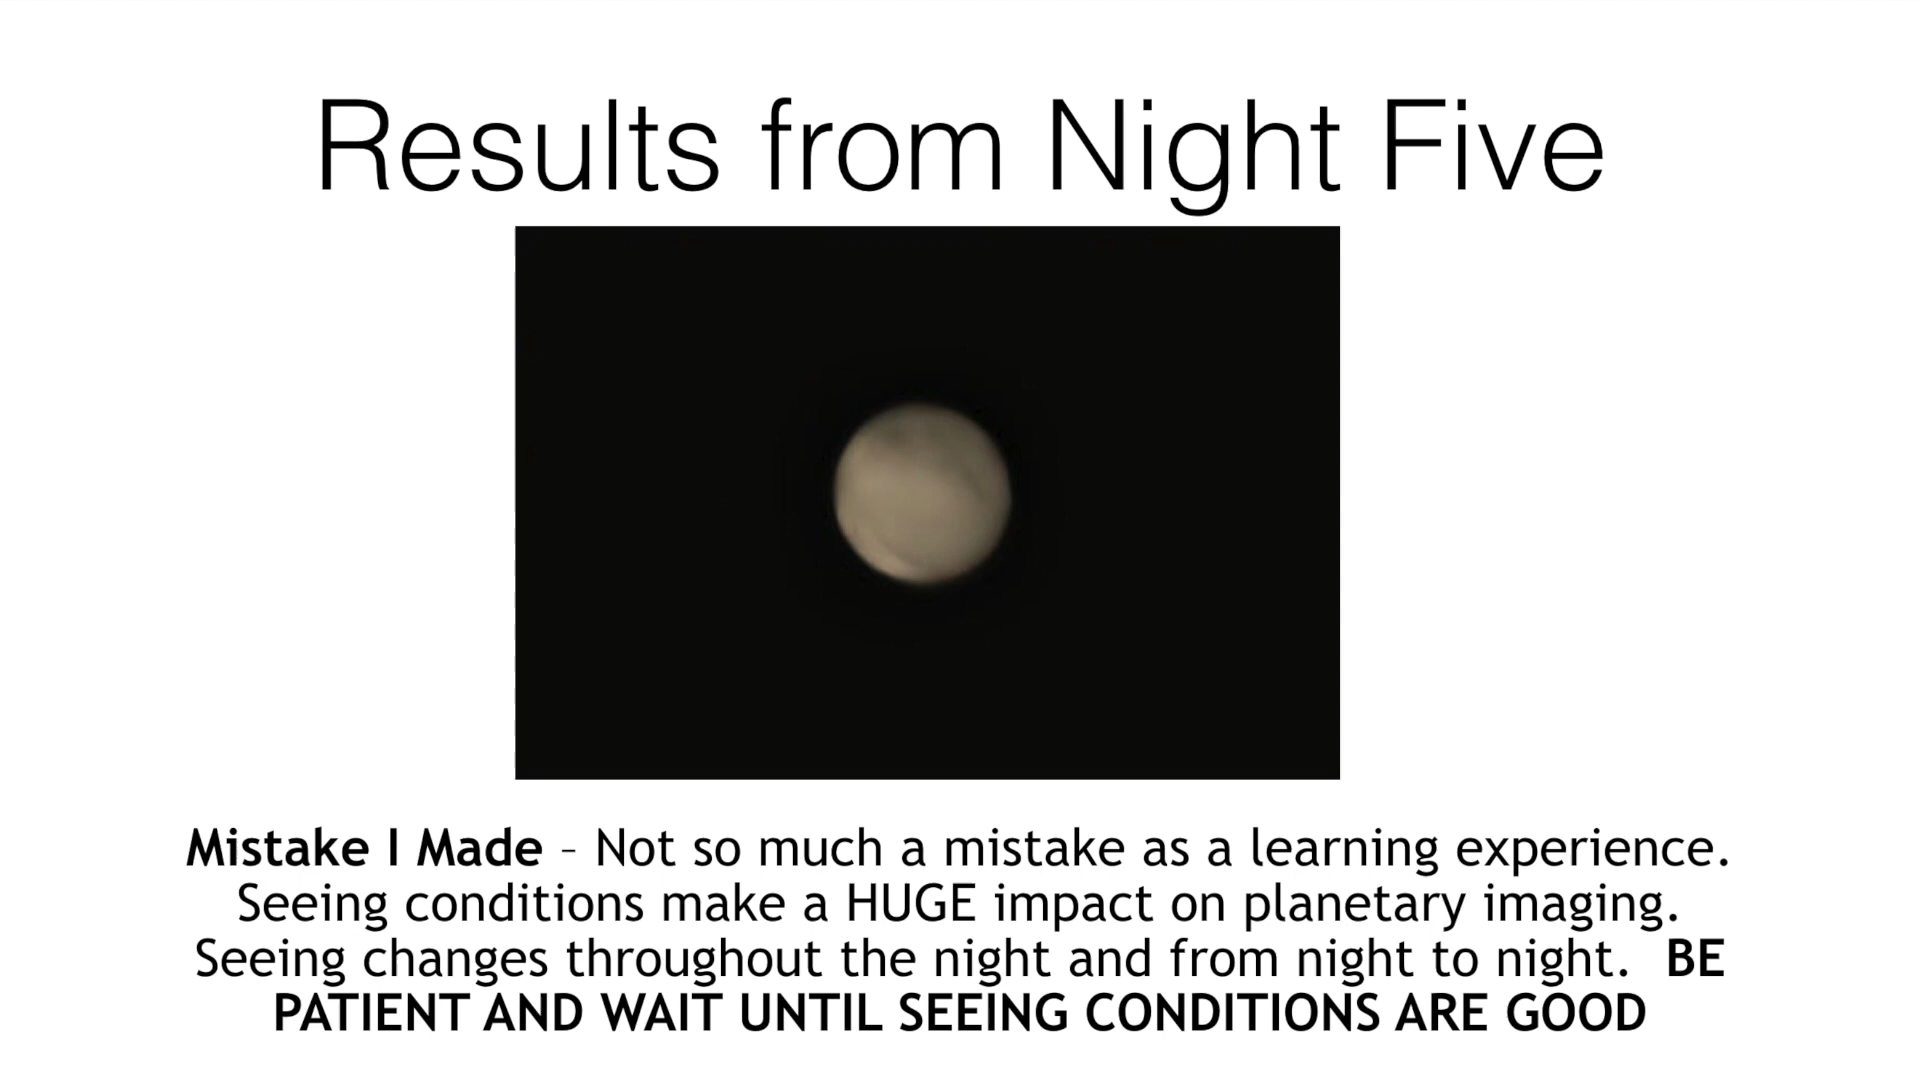 Results from Night Five
Mistake I Made – Not so much a mistake as a learning experience.
Seeing conditions make a HUGE impact on planetary imaging.
Seeing changes throughout the night and from night to night.  BE
PATIENT AND WAIT UNTIL SEEING CONDITIONS ARE GOOD